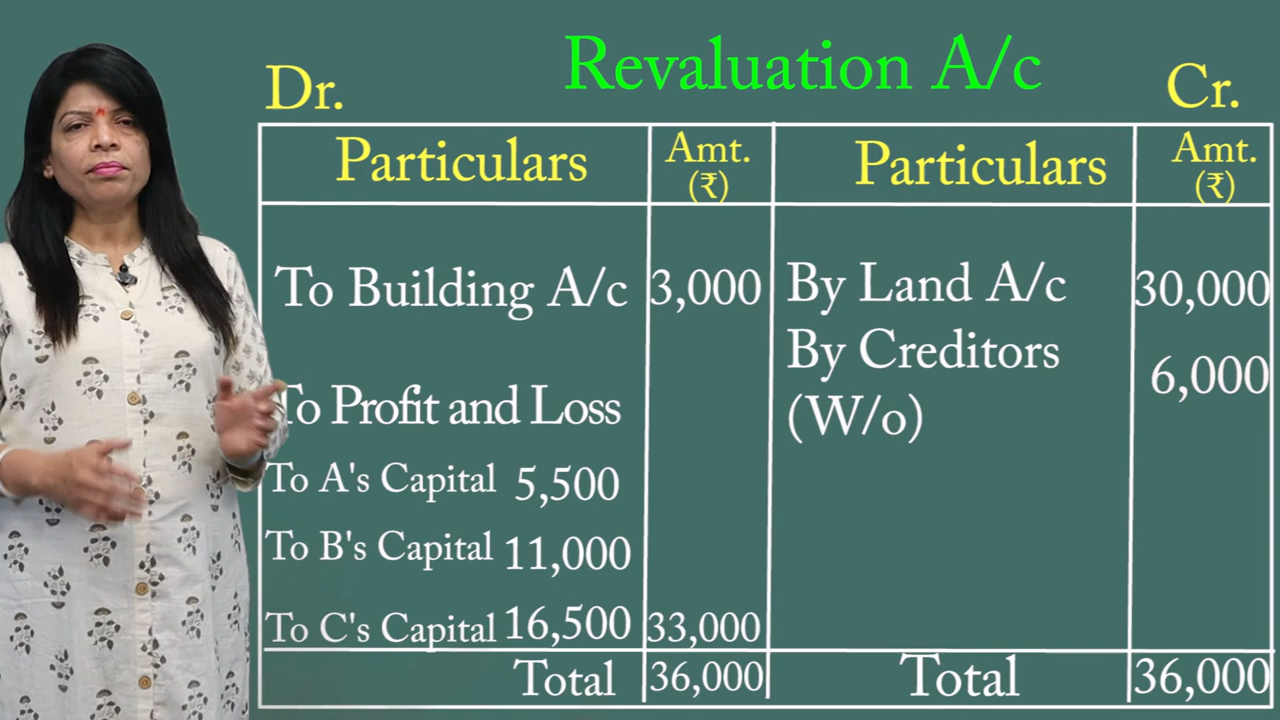 Revaluation A/c
Dr.
Cr.
Particulars Amt. (₹) Particulars Amt. (₹)
To Building A/c 3,000 By Land A/c 30,000
By Creditors 6,000
(W/o)
To Profit and Loss
To A's Capital 5,500
To B's Capital 11,000
To C's Capital 16,500 33,000
Total 36,000 Total 36,000